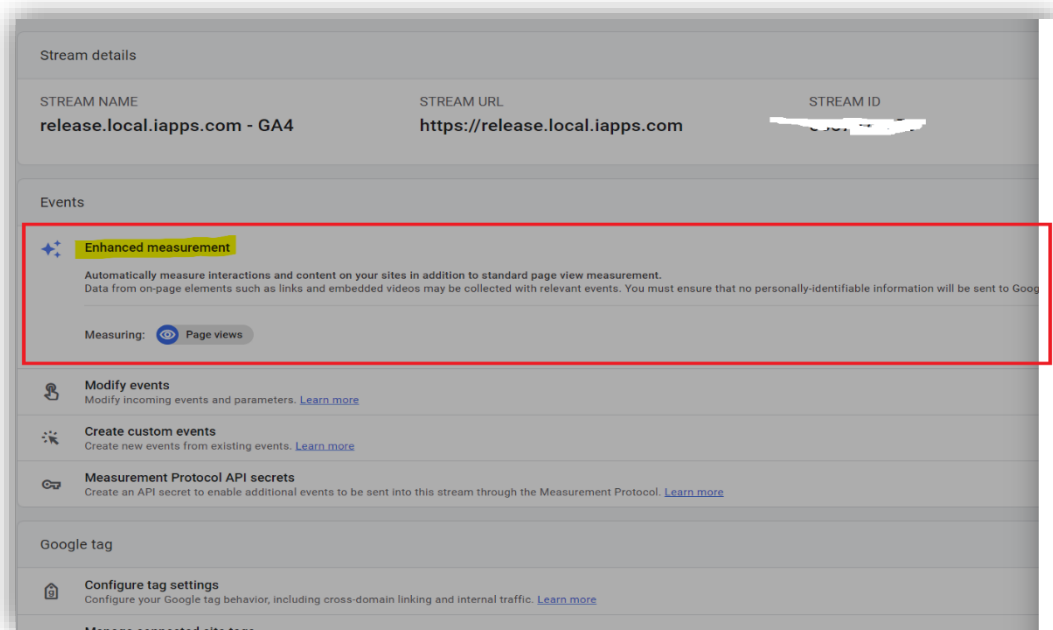 Stream details
STREAM NAME STREAM URL STREAM ID
release.local.iapps.com - GA4 https://release.local.iapps.com
Events
Enhanced measurement
Automatically measure interactions and content on your sites in addition to standard page view measurement.
Data from on-page elements such as links and embedded videos may be collected with relevant events. You must ensure that no personally-identifiable information will be sent to
Measuring: Page views
Modify events
Modify incoming events and parameters. Learn more
Create custom events
Create new events from existing events. Learn more
Measurement Protocol API secrets
Create an API secret to enable additional events to be sent into this stream through the Measurement Protocol. Learn more
Google tag
Configure tag settings
Configure your Google tag behavior, including cross-domain linking and internal traffic. Learn more
Manage connected site tags